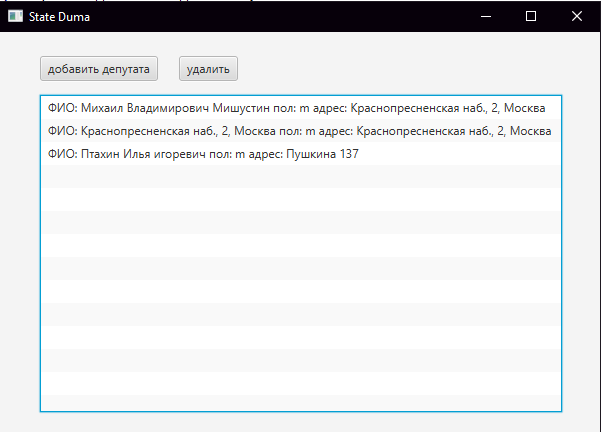 State Duma
добавить депутата удалить
ФИО: Михаил Владимирович Мишустин пол: m адрес: Краснопресненская наб., 2, Москва
ФИО: Краснопресненская наб., 2, Москва пол: m адрес: Краснопресненская наб., 2, Москва
ФИО: Птахин Илья игоревич пол: m адрес: Пушкина 137